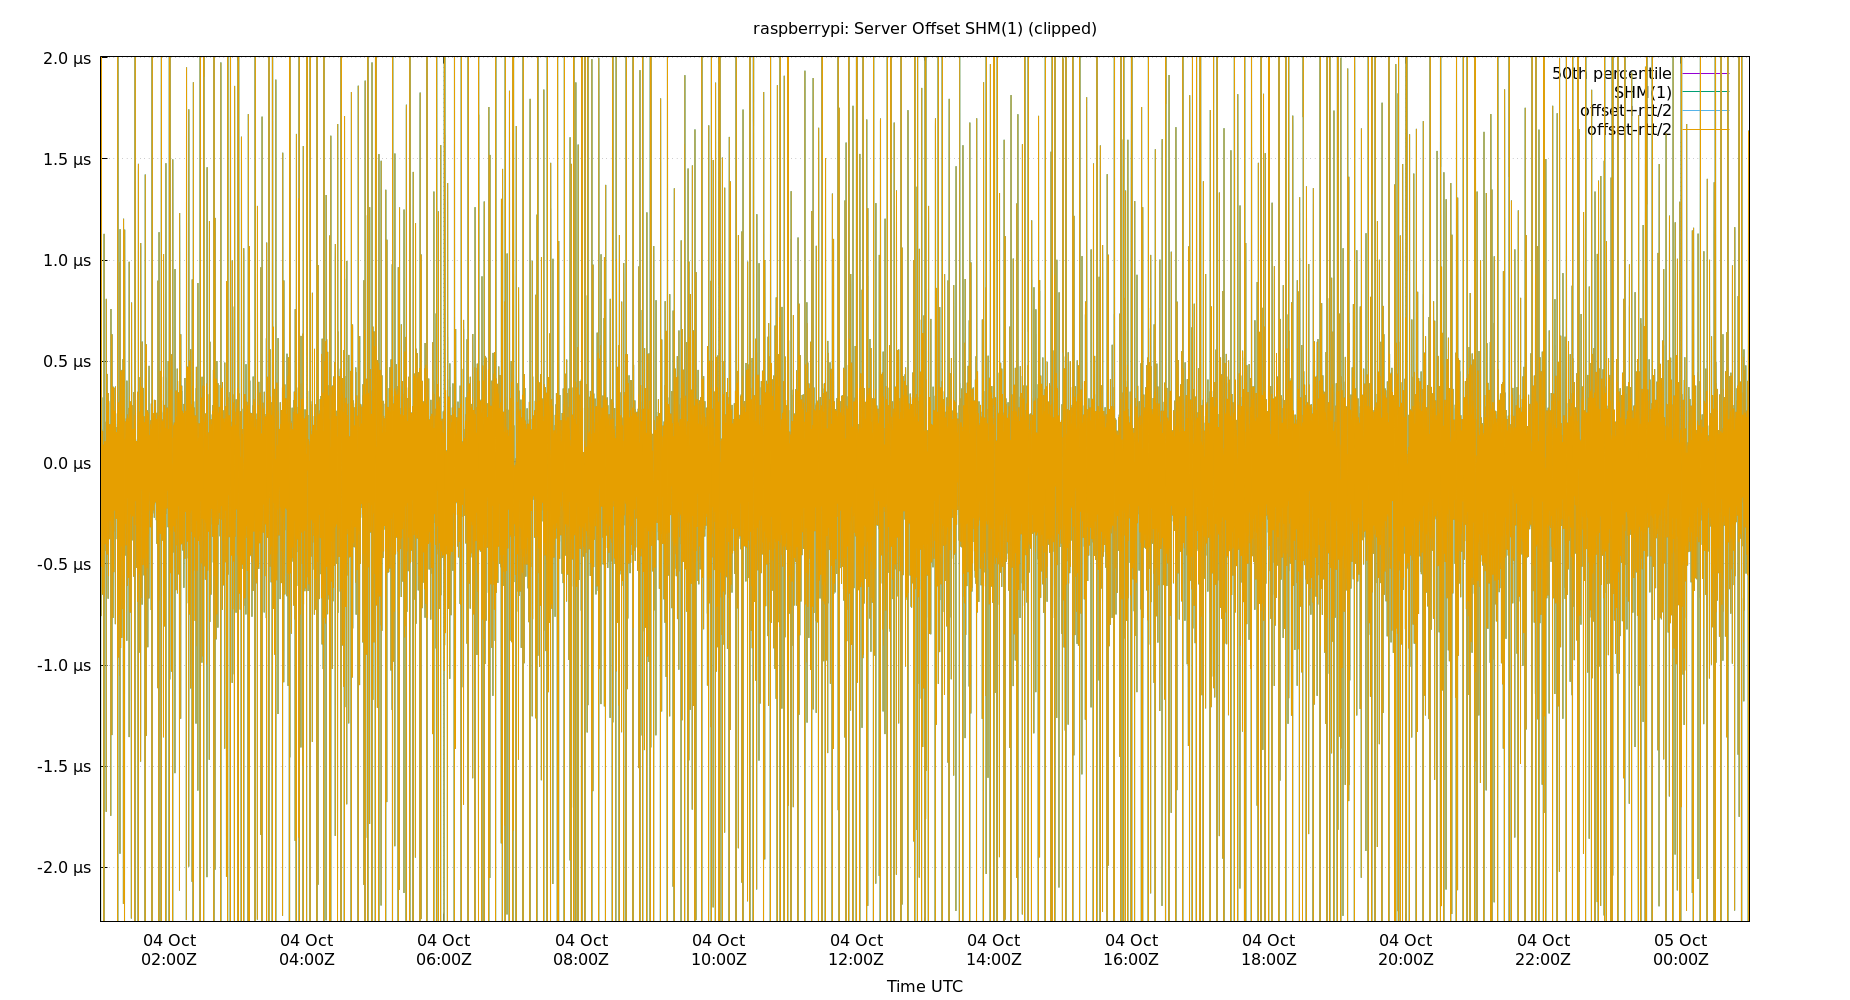 raspberrypi: Server Offset SHM(1) (clipped)
2.0 µs
1.5 µs
1.0 µs
0.5 µs
0.0 µs
-0.5 µs
-1.0 µs
-1.5 µs
-2.0 µs
50th percentile
SHM(1)
offset+rtt/2
offset-rtt/2
04 Oct 04 Oct 04 Oct 04 Oct 04 Oct 04 Oct 04 Oct 04 Oct 04 Oct 04 Oct 04 Oct 05 Oct
02:00Z 04:00Z 06:00Z 08:00Z 10:00Z 12:00Z 14:00Z 16:00Z 18:00Z 20:00Z 22:00Z 00:00Z
Time UTC